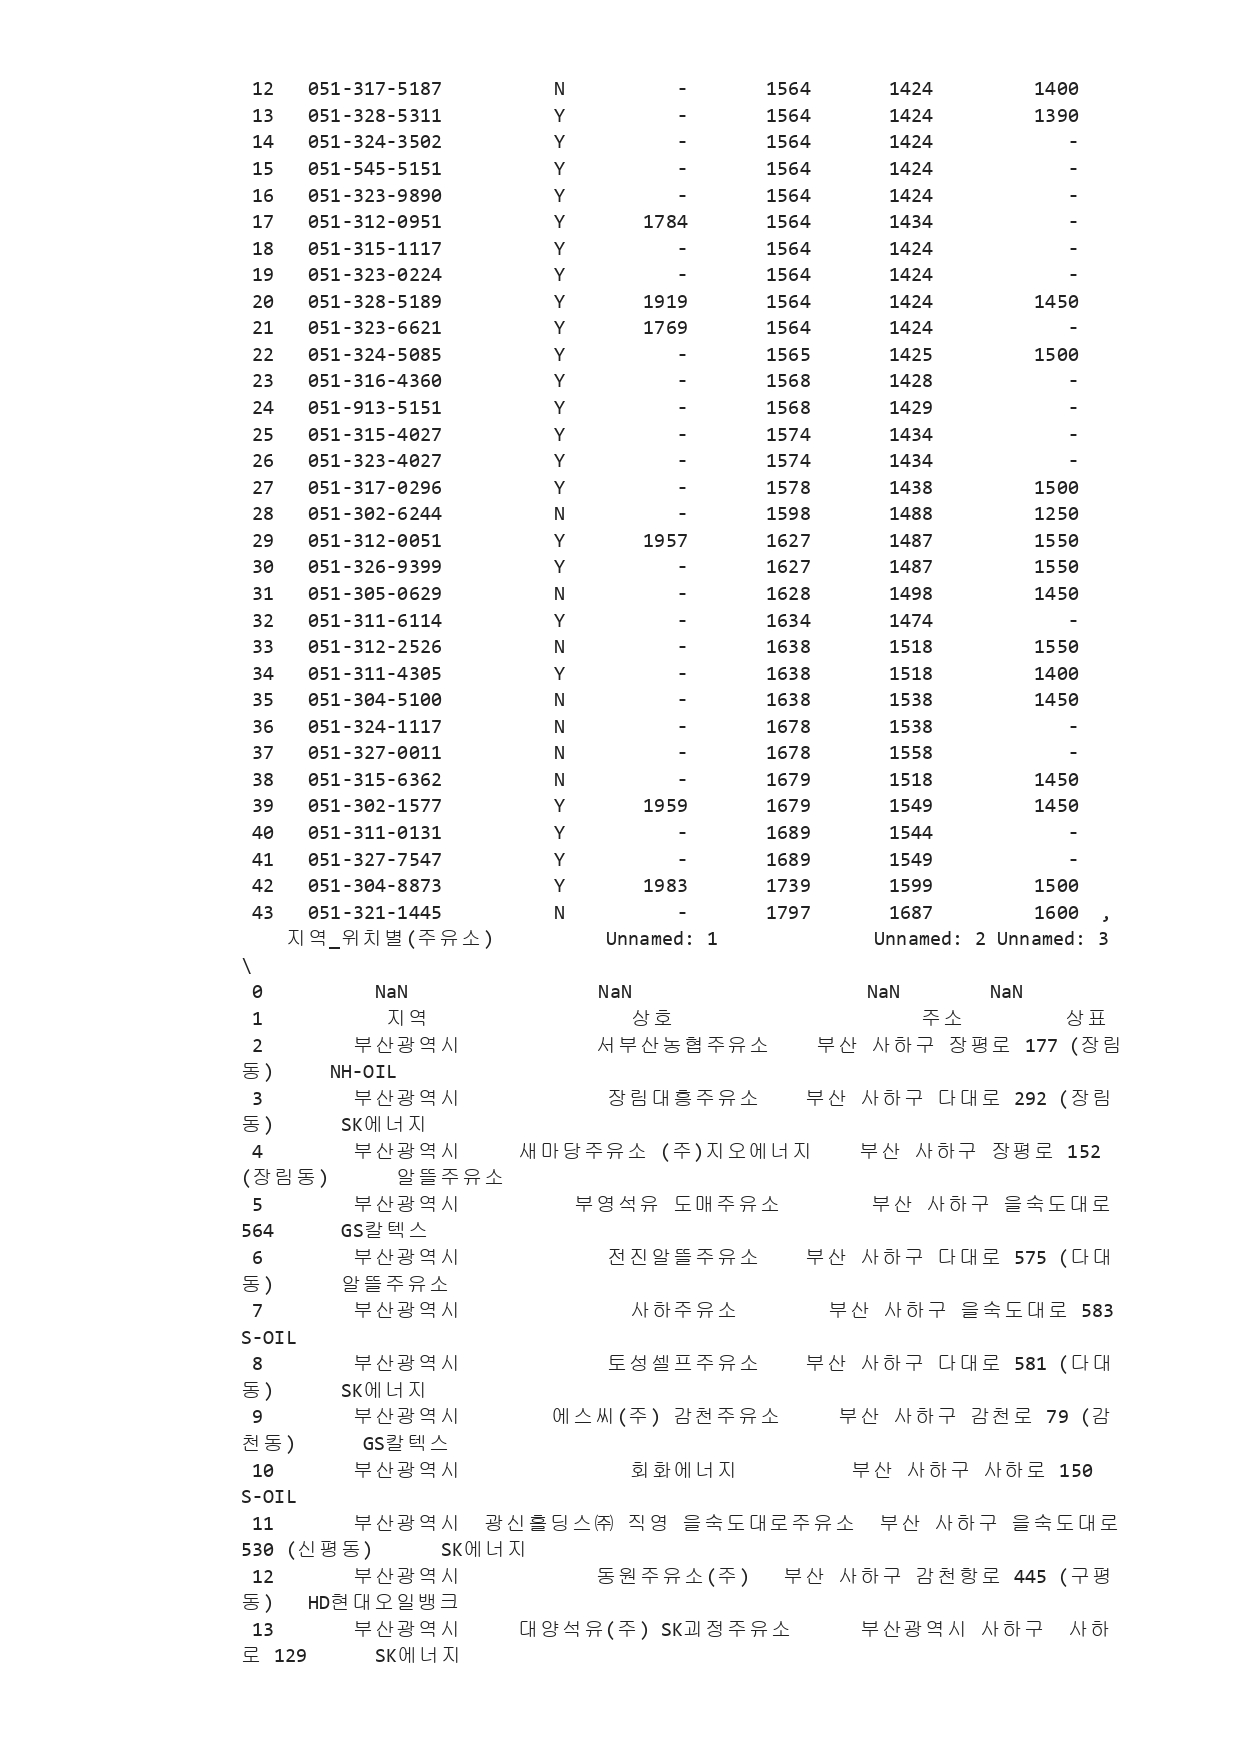 12 051-317-5187 N - 1564 1424 1400
13 051-328-5311 Y - 1564 1424 1390
14 051-324-3502 Y - 1564 1424 -
15 051-545-5151 Y - 1564 1424 -
16 051-323-9890 Y - 1564 1424 -
17 051-312-0951 Y 1784 1564 1434 -
18 051-315-1117 Y - 1564 1424 -
19 051-323-0224 Y - 1564 1424 -
20 051-328-5189 Y 1919 1564 1424 1450
21 051-323-6621 Y 1769 1564 1424 -
22 051-324-5085 Y - 1565 1425 1500
23 051-316-4360 Y - 1568 1428 -
24 051-913-5151 Y - 1568 1429 -
25 051-315-4027 Y - 1574 1434 -
26 051-323-4027 Y - 1574 1434 -
27 051-317-0296 Y - 1578 1438 1500
28 051-302-6244 N - 1598 1488 1250
29 051-312-0051 Y 1957 1627 1487 1550
30 051-326-9399 Y - 1627 1487 1550
31 051-305-0629 N - 1628 1498 1450
32 051-311-6114 Y - 1634 1474 -
33 051-312-2526 N - 1638 1518 1550
34 051-311-4305 Y - 1638 1518 1400
35 051-304-5100 N - 1638 1538 1450
36 051-324-1117 N - 1678 1538 -
37 051-327-0011 N - 1678 1558 -
38 051-315-6362 N - 1679 1518 1450
39 051-302-1577 Y 1959 1679 1549 1450
40 051-311-0131 Y - 1689 1544 -
41 051-327-7547 Y - 1689 1549 -
42 051-304-8873 Y 1983 1739 1599 1500
43 051-321-1445 N - 1797 1687 1600 ,
지역_위치별(주유소) Unnamed: 1 Unnamed: 2 Unnamed: 3
\
0 NaN NaN NaN NaN
1 지역 상호 주소 상표
2 부산광역시 서부산농협주유소 부산 사하구 장평로 177 (장림
동) NH-OIL
3 부산광역시 장림대흥주유소 부산 사하구 다대로 292 (장림
동) SK에너지
4 부산광역시 새마당주유소 (주)지오에너지 부산 사하구 장평로 152
(장림동) 알뜰주유소
5 부산광역시 부영석유 도매주유소 부산 사하구 을숙도대로
564 GS칼텍스
6 부산광역시 전진알뜰주유소 부산 사하구 다대로 575 (다대
동) 알뜰주유소
7 부산광역시 사하주유소 부산 사하구 을숙도대로 583
S-OIL
8 부산광역시 토성셀프주유소 부산 사하구 다대로 581 (다대
동) SK에너지
9 부산광역시 에스씨(주) 감천주유소 부산 사하구 감천로 79 (감
천동) GS칼텍스
10 부산광역시 회화에너지 부산 사하구 사하로 150
S-OIL
11 부산광역시 광신홀딩스㈜ 직영 을숙도대로주유소 부산 사하구 을숙도대로
530 (신평동) SK에너지
12 부산광역시 동원주유소(주) 부산 사하구 감천항로 445 (구평
동) HD현대오일뱅크
13 부산광역시 대양석유(주) SK괴정주유소 부산광역시 사하구 사하
로 129 SK에너지